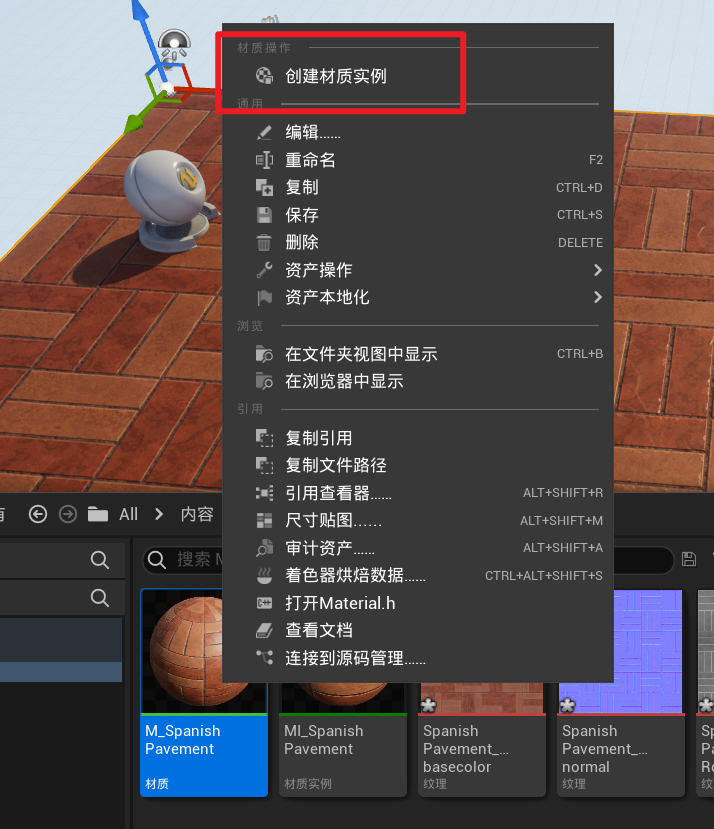 材质操作
创建材质实例
通用
编辑……
重命名 F2
复制 CTRL+D
保存 CTRL+S
删除 DELETE
资产操作
资产本地化
浏览
在文件夹视图中显示 CTRL+B
在浏览器中显示
引用
复制引用
复制文件路径
引用查看器…… ALT+SHIFT+R
尺寸贴图…… ALT+SHIFT+M
审计资产…… ALT+SHIFT+A
着色器烘焙数据…… CTRL+ALT+SHIFT+S
C++ 打开Material.h
查看文档
连接到源码管理……
All 内容
搜索
M_Spanish
Pavement
材质
MI_Spanish
Pavement
材质实例
Spanish
Pavement_...
basecolor
纹理
Spanish
Pavement_...
normal
纹理